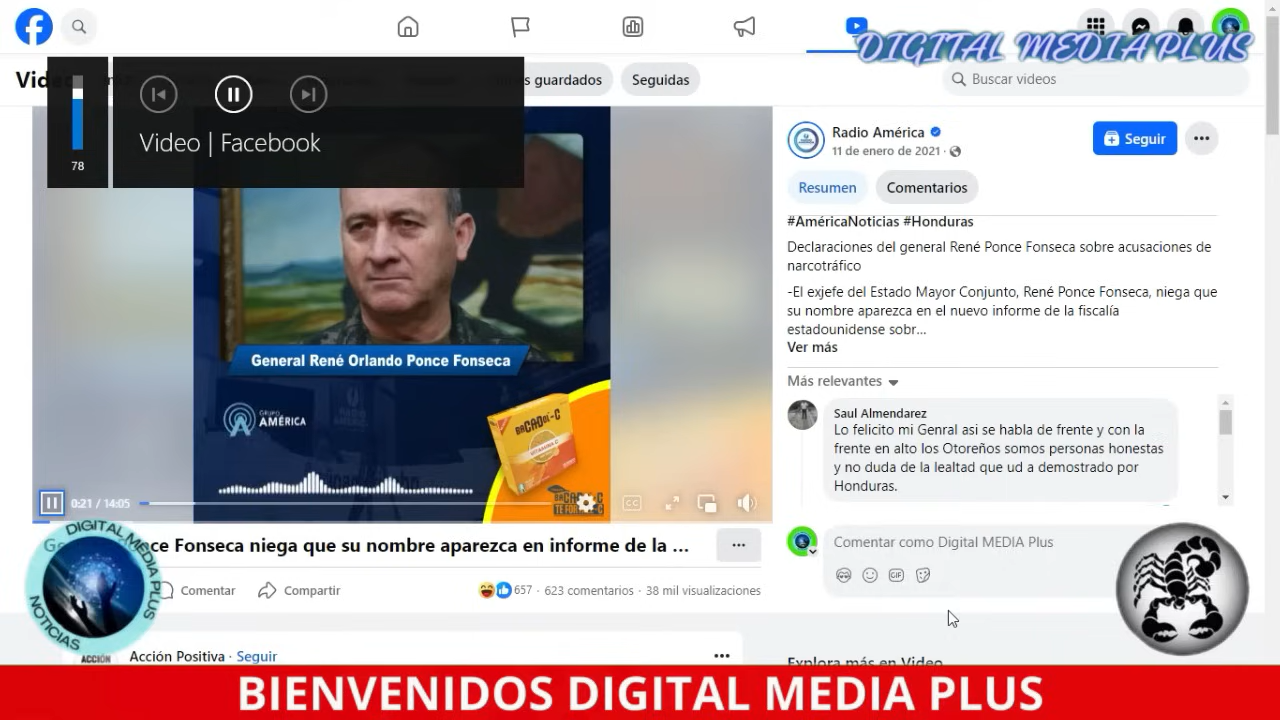 DIGITAL MEDIA PLUS
guardados
Seguidas
Buscar videos
78
Video | Facebook
General René Orlando Ponce Fonseca
GRUPO
AMÉRICA
BACADÍ-C
VITAMINA C
0:21 / 14:05
CC
Radio América
11 de enero de 2021 ·
Seguir
Resumen
Comentarios
#AméricaNoticias #Honduras
Declaraciones del general René Ponce Fonseca sobre acusaciones de
narcotráfico
-El exjefe del Estado Mayor Conjunto, René Ponce Fonseca, niega que
su nombre aparezca en el nuevo informe de la fiscalía
estadounidense sobr...
Ver más
Más relevantes
Saul Almendarez
Lo felicito mi Genral asi se habla de frente y con la
frente en alto los Otoreños somos personas honestas
y no duda de la lealtad que ud a demostrado por
Honduras.
Comentar como Digital MEDIA Plus
GIF
Fonseca niega que su nombre aparezca en informe de la ...
Comentar
Compartir
657 · 623 comentarios · 38 mil visualizaciones
DIGITAL MEDIA PLUS
NOTICIAS
ACCIÓN
Acción Positiva · Seguir
Explora más en Video
BIENVENIDOS DIGITAL MEDIA PLUS